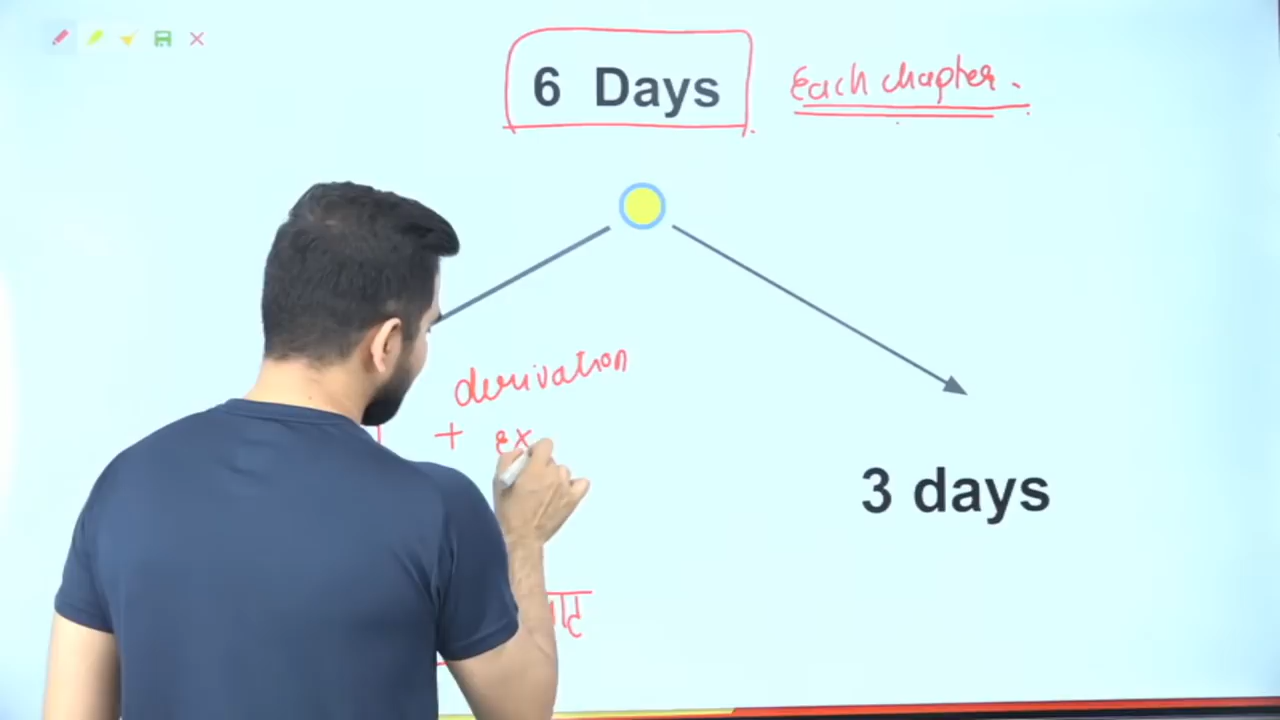 6 Days Each chapter.
derivation
+ ex
3 days